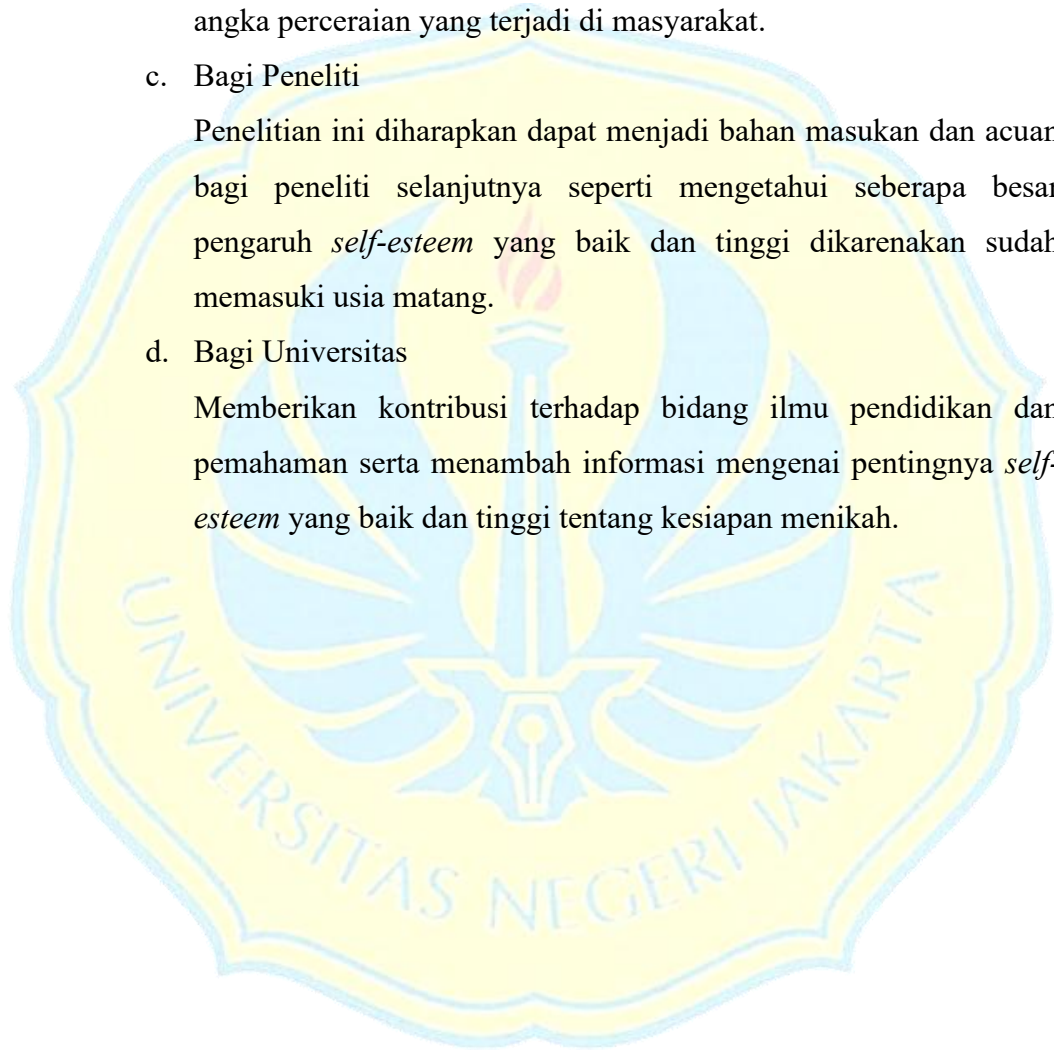 angka perceraian yang terjadi di masyarakat.
c. Bagi Peneliti
Penelitian ini diharapkan dapat menjadi bahan masukan dan acuan
bagi peneliti selanjutnya seperti mengetahui seberapa besar
pengaruh self-esteem yang baik dan tinggi dikarenakan sudah
memasuki usia matang.
d. Bagi Universitas
Memberikan kontribusi terhadap bidang ilmu pendidikan dan
pemahaman serta menambah informasi mengenai pentingnya self-
esteem yang baik dan tinggi tentang kesiapan menikah.
UNIVERSITAS NEGERI JAKARTA